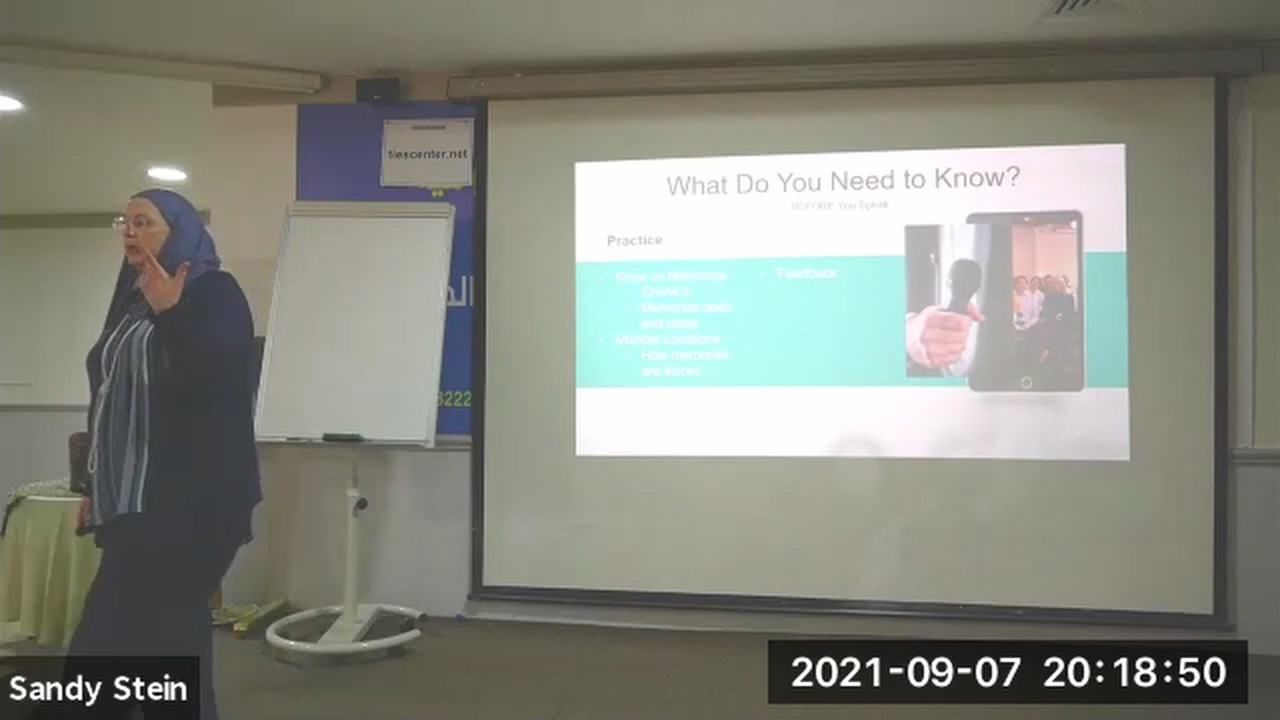 tiescenter.net
What Do You Need to Know?
BEFORE You Speak
Practice
Know vs Memorize
Chunk it
Memorize open
and close
Multiple Locations
How memories
are stored
Feedback
3222
Sandy Stein
2021-09-07 20:18:50